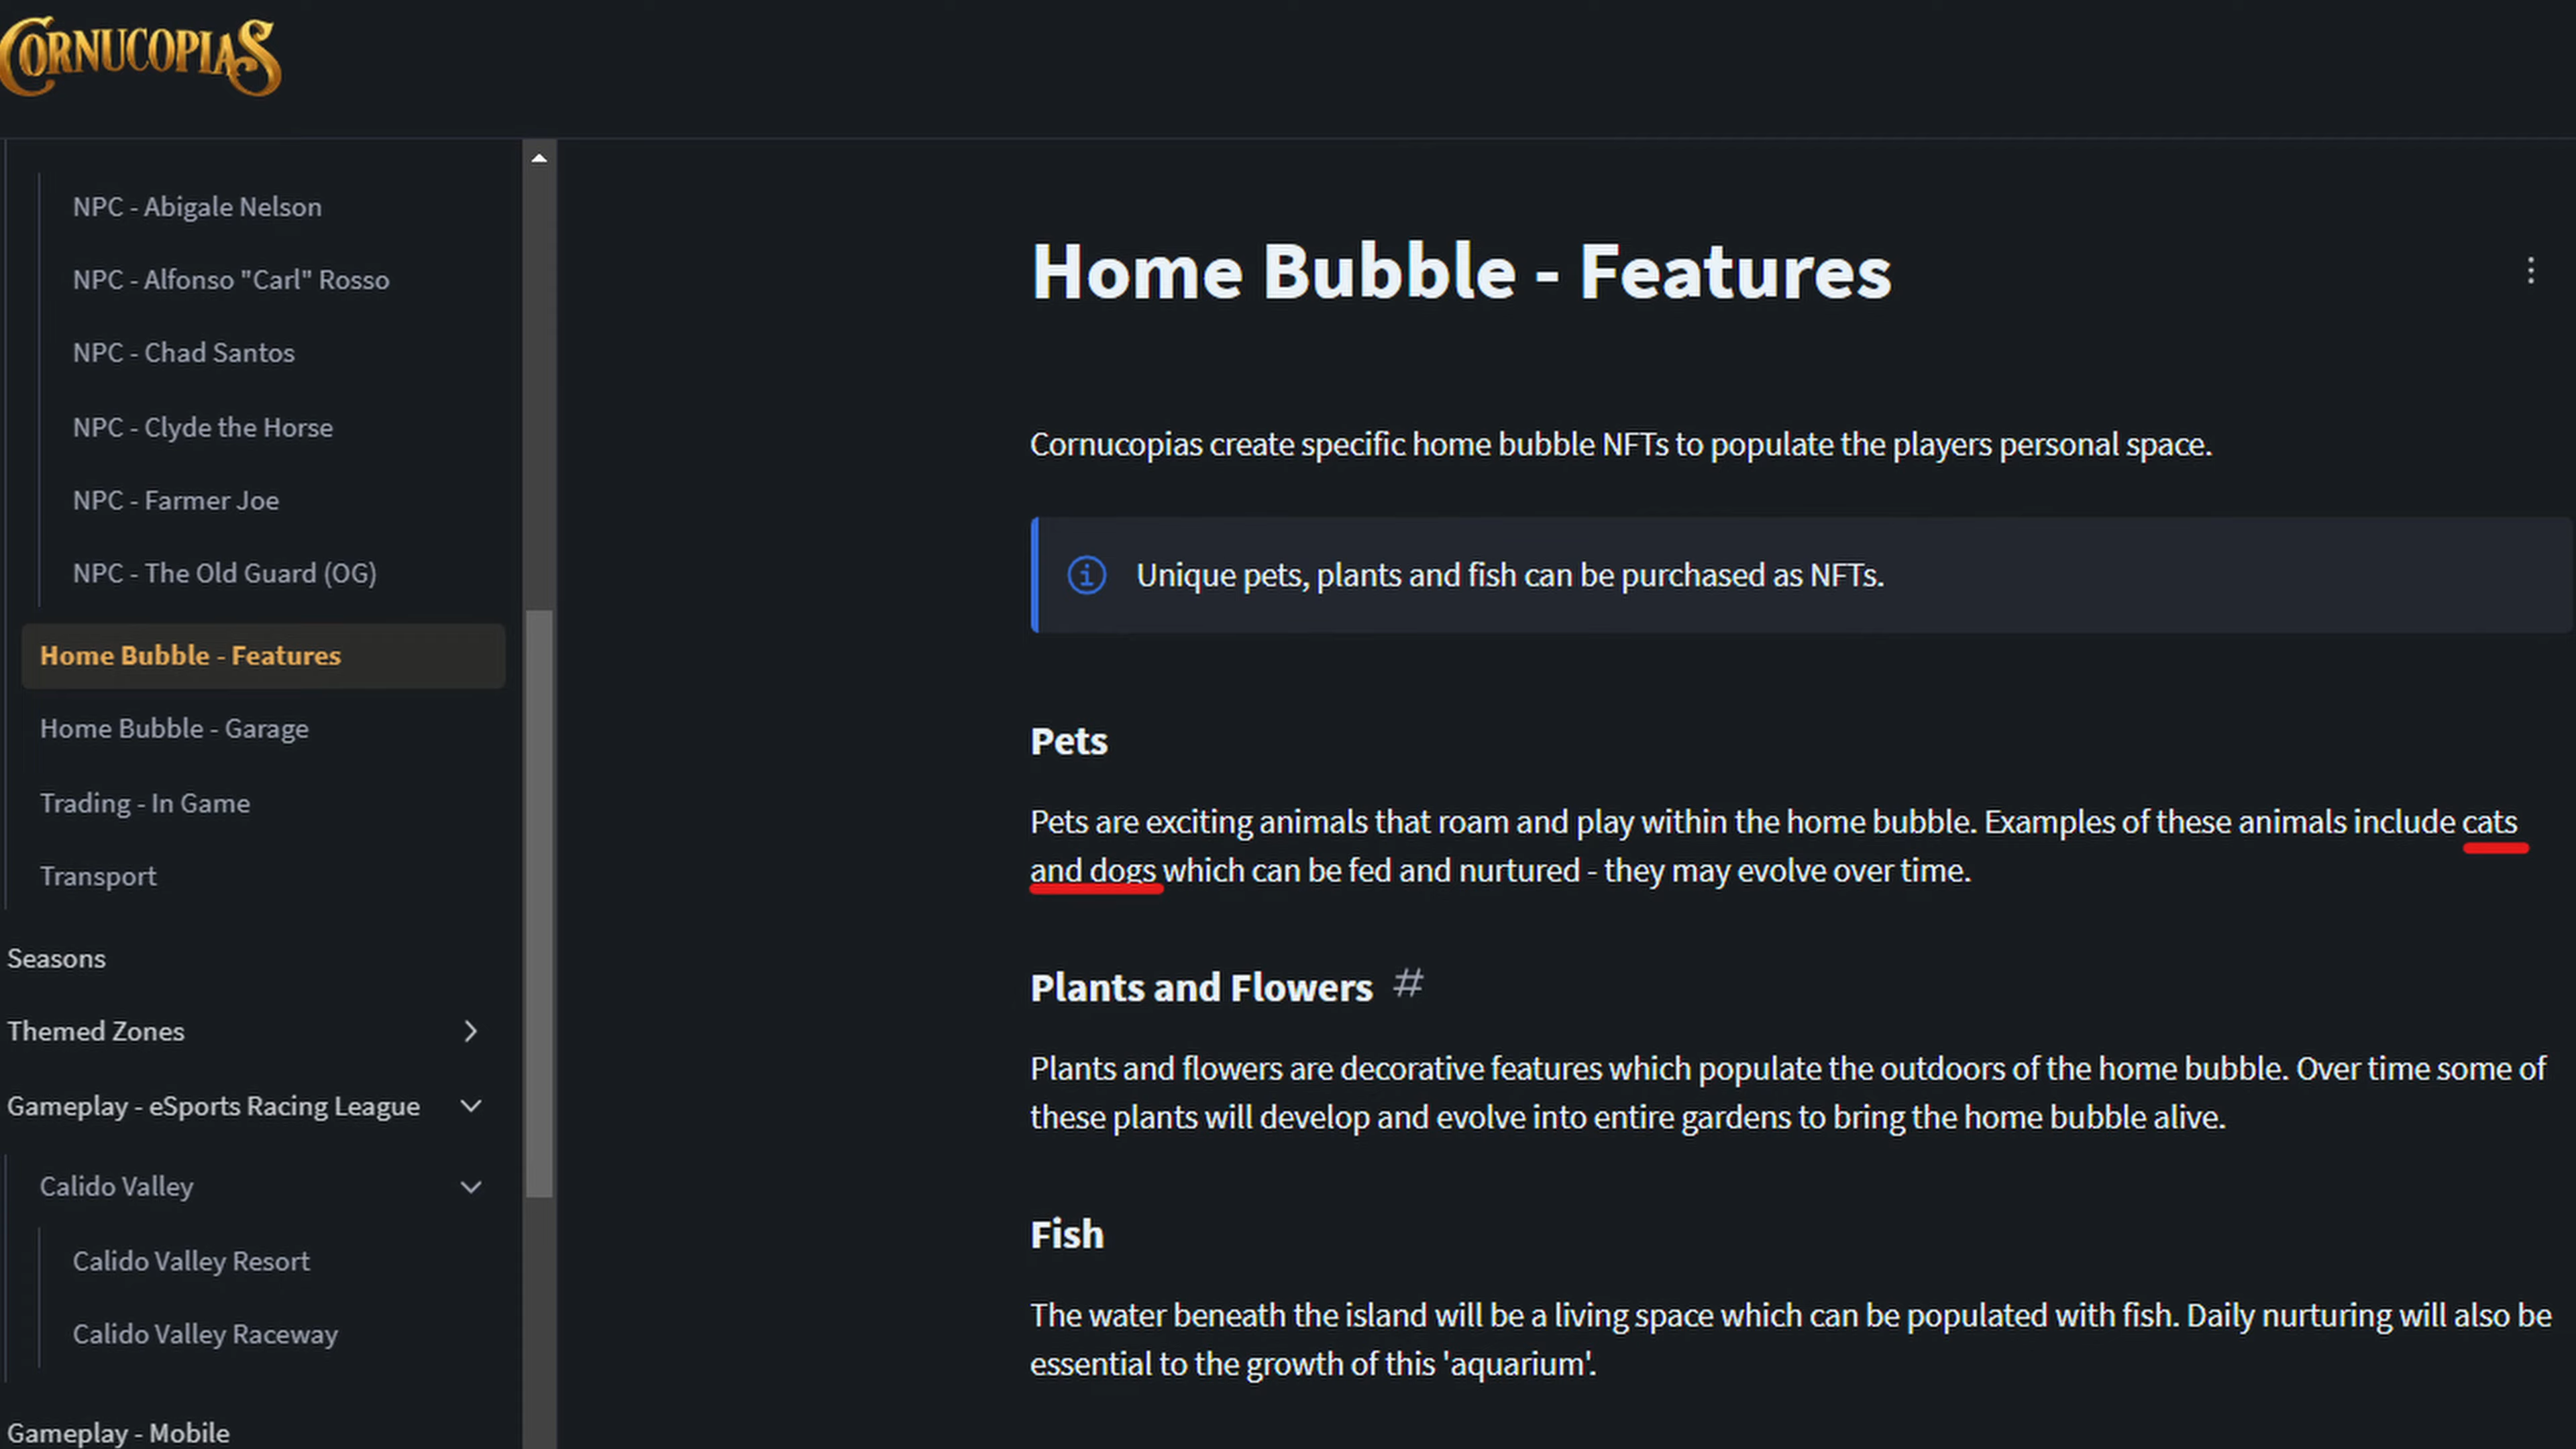 CORNUCOPIAS
NPC - Abigale Nelson
NPC - Alfonso "Carl" Rosso
NPC - Chad Santos
NPC - Clyde the Horse
NPC - Farmer Joe
NPC - The Old Guard (OG)
Home Bubble - Features
Home Bubble - Garage
Trading - In Game
Transport
Seasons
Themed Zones
Gameplay - eSports Racing League
Calido Valley
Calido Valley Resort
Calido Valley Raceway
Gameplay - Mobile
Home Bubble - Features
Cornucopias create specific home bubble NFTs to populate the players personal space.
Unique pets, plants and fish can be purchased as NFTs.
Pets
Pets are exciting animals that roam and play within the home bubble. Examples of these animals include cats
and dogs which can be fed and nurtured - they may evolve over time.
Plants and Flowers #
Plants and flowers are decorative features which populate the outdoors of the home bubble. Over time some of
these plants will develop and evolve into entire gardens to bring the home bubble alive.
Fish
The water beneath the island will be a living space which can be populated with fish. Daily nurturing will also be
essential to the growth of this 'aquarium'.